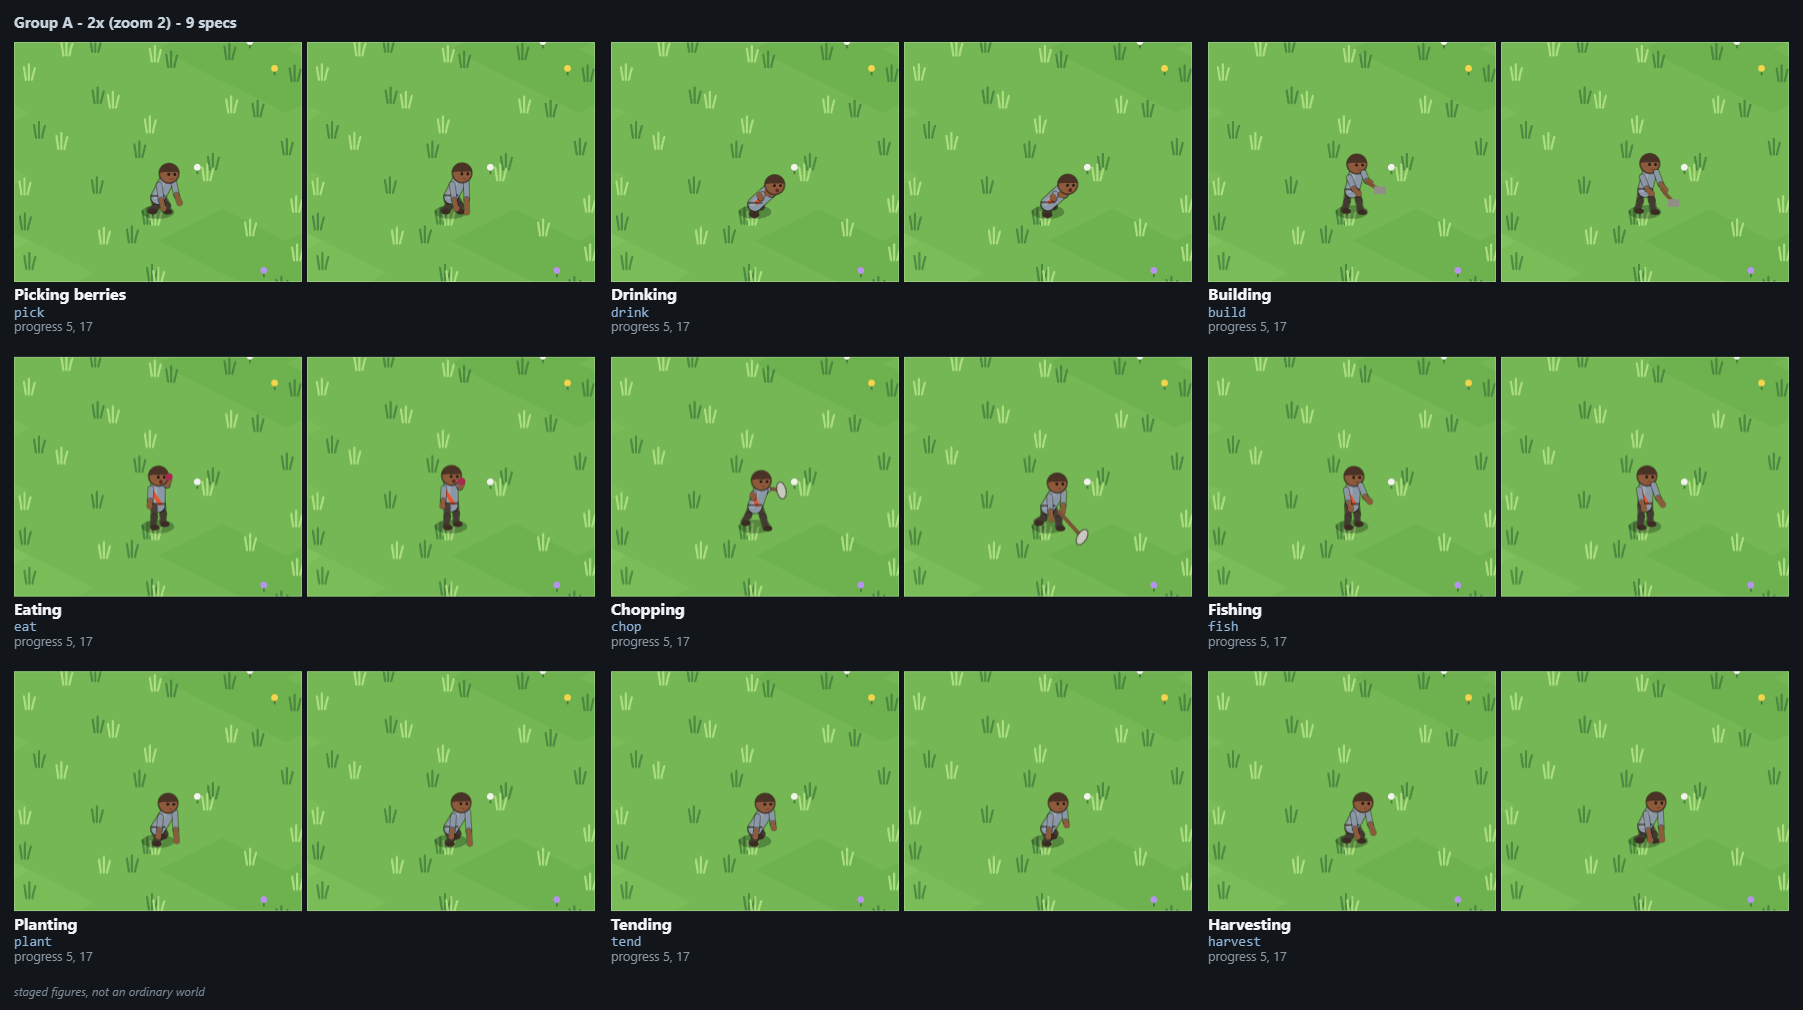 Group A - 2x (zoom 2) - 9 specs
Picking berries
pick
progress 5, 17
Drinking
drink
progress 5, 17
Building
build
progress 5, 17
Eating
eat
progress 5, 17
Chopping
chop
progress 5, 17
Fishing
fish
progress 5, 17
Planting
plant
progress 5, 17
Tending
tend
progress 5, 17
Harvesting
harvest
progress 5, 17
staged figures, not an ordinary world